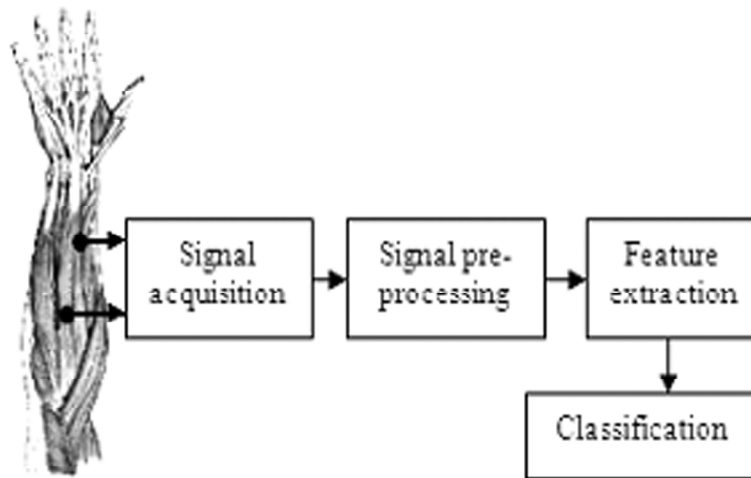 Signal
acquisition
Signal pre-
processing
Feature
extraction
Classification